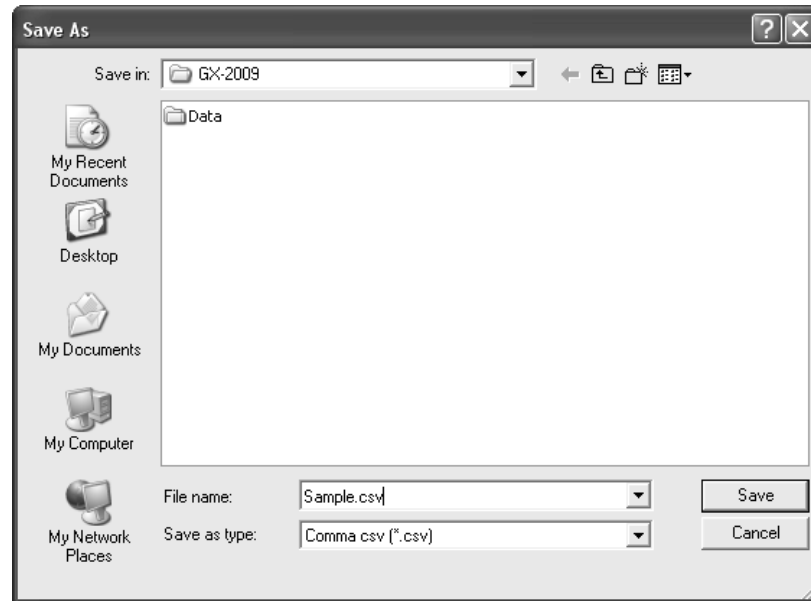 Save As
Save in: GX-2009
Data
My Recent
Documents
Desktop
My Documents
My Computer
My Network
Places
File name: Sample.csv
Save as type: Comma csv (*.csv)
Save
Cancel